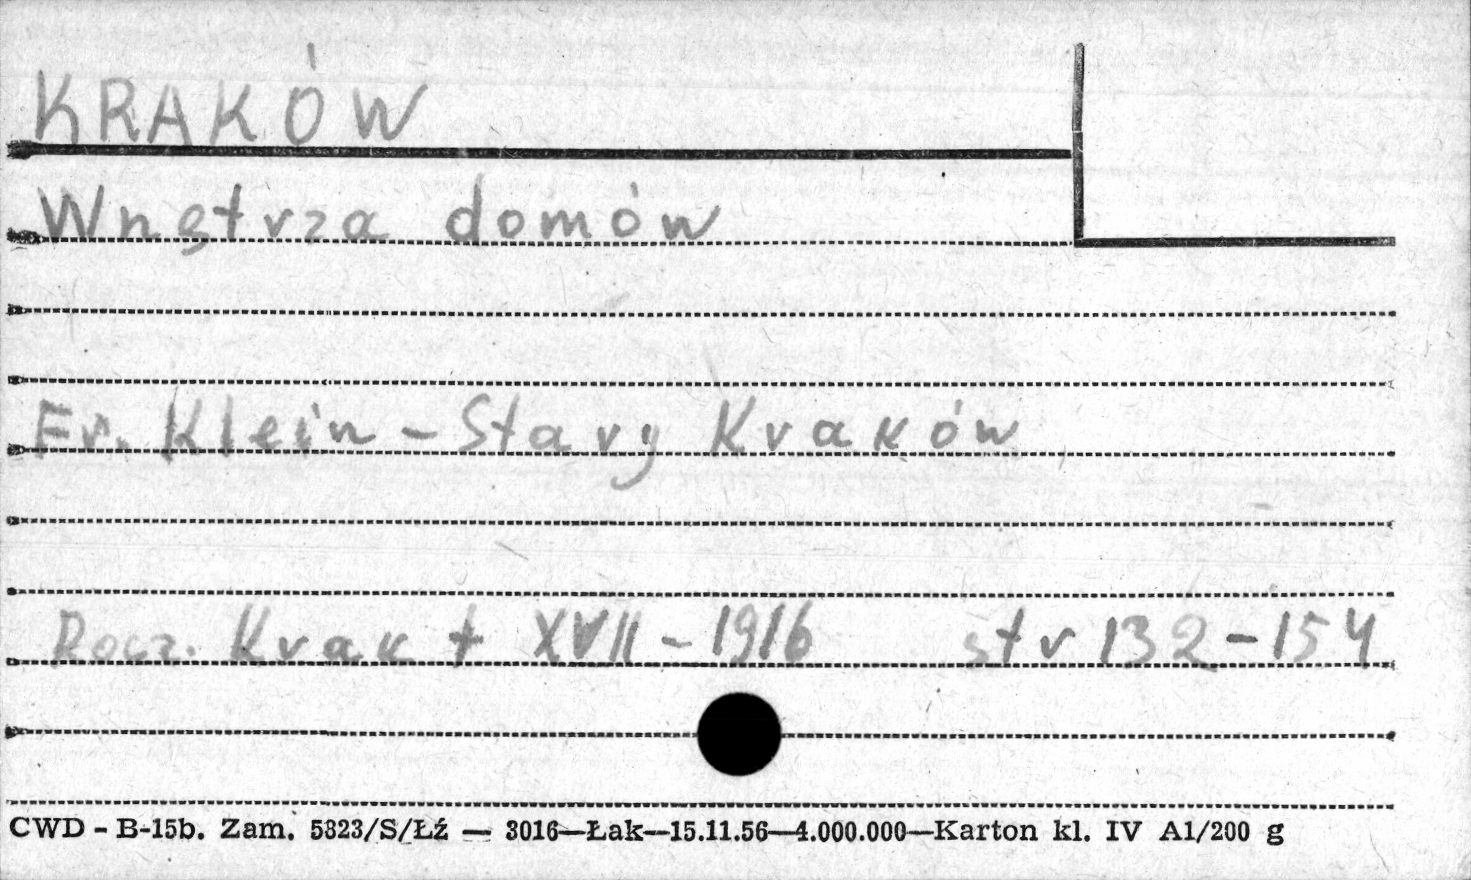 KRAKÓW
Wnętrza domów
Fr. Klein - Stary Kraków
Rocz. Krak t XVII - 1916 str 132-154
CWD - B-15b. Zam. 5823/S/Łź — 3016—Łak—15.11.56—4.000.000—Karton kl. IV A1/200 g